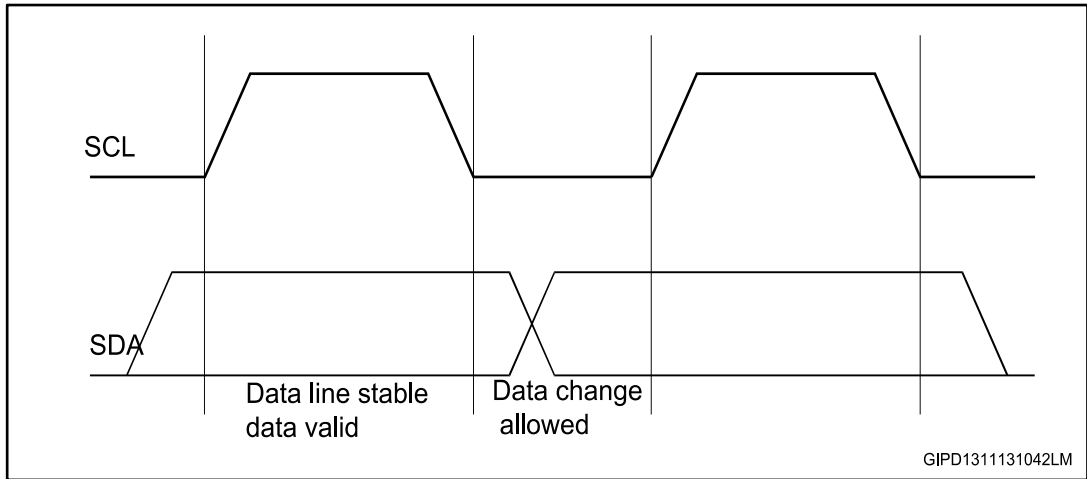 SCL
SDA
Data line stable
data valid
Data change
allowed
GIPD1311131042LM